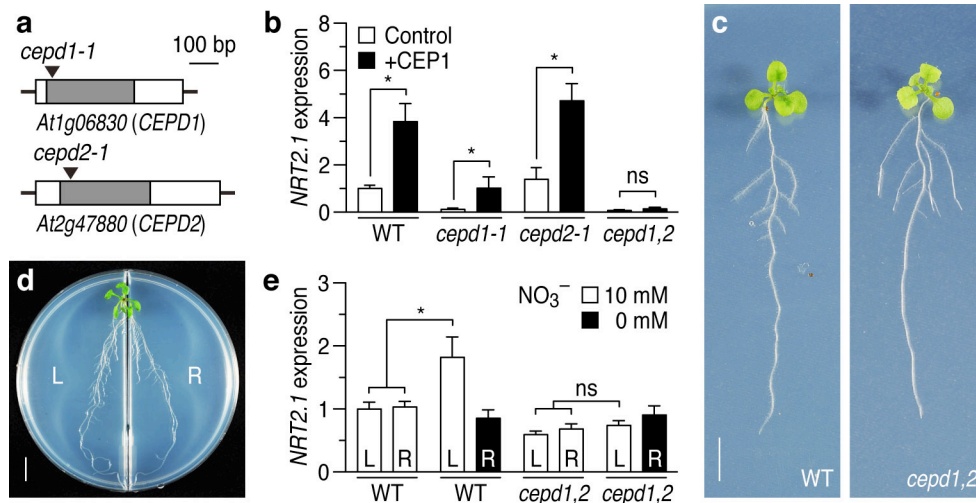 a
100 bp
cepd1-1
At1g06830 (CEPD1)
cepd2-1
At2g47880 (CEPD2)
b
NRT2.1 expression
8
6
4
2
0
Control
+CEP1
*
*
*
ns
WT
cepd1-1
cepd2-1
cepd1,2
c
WT
cepd1,2
d
L
R
e
NRT2.1 expression
3
2
1
0
NO₃⁻
10 mM
0 mM
*
ns
L R L R L R L R
WT WT cepd1,2 cepd1,2